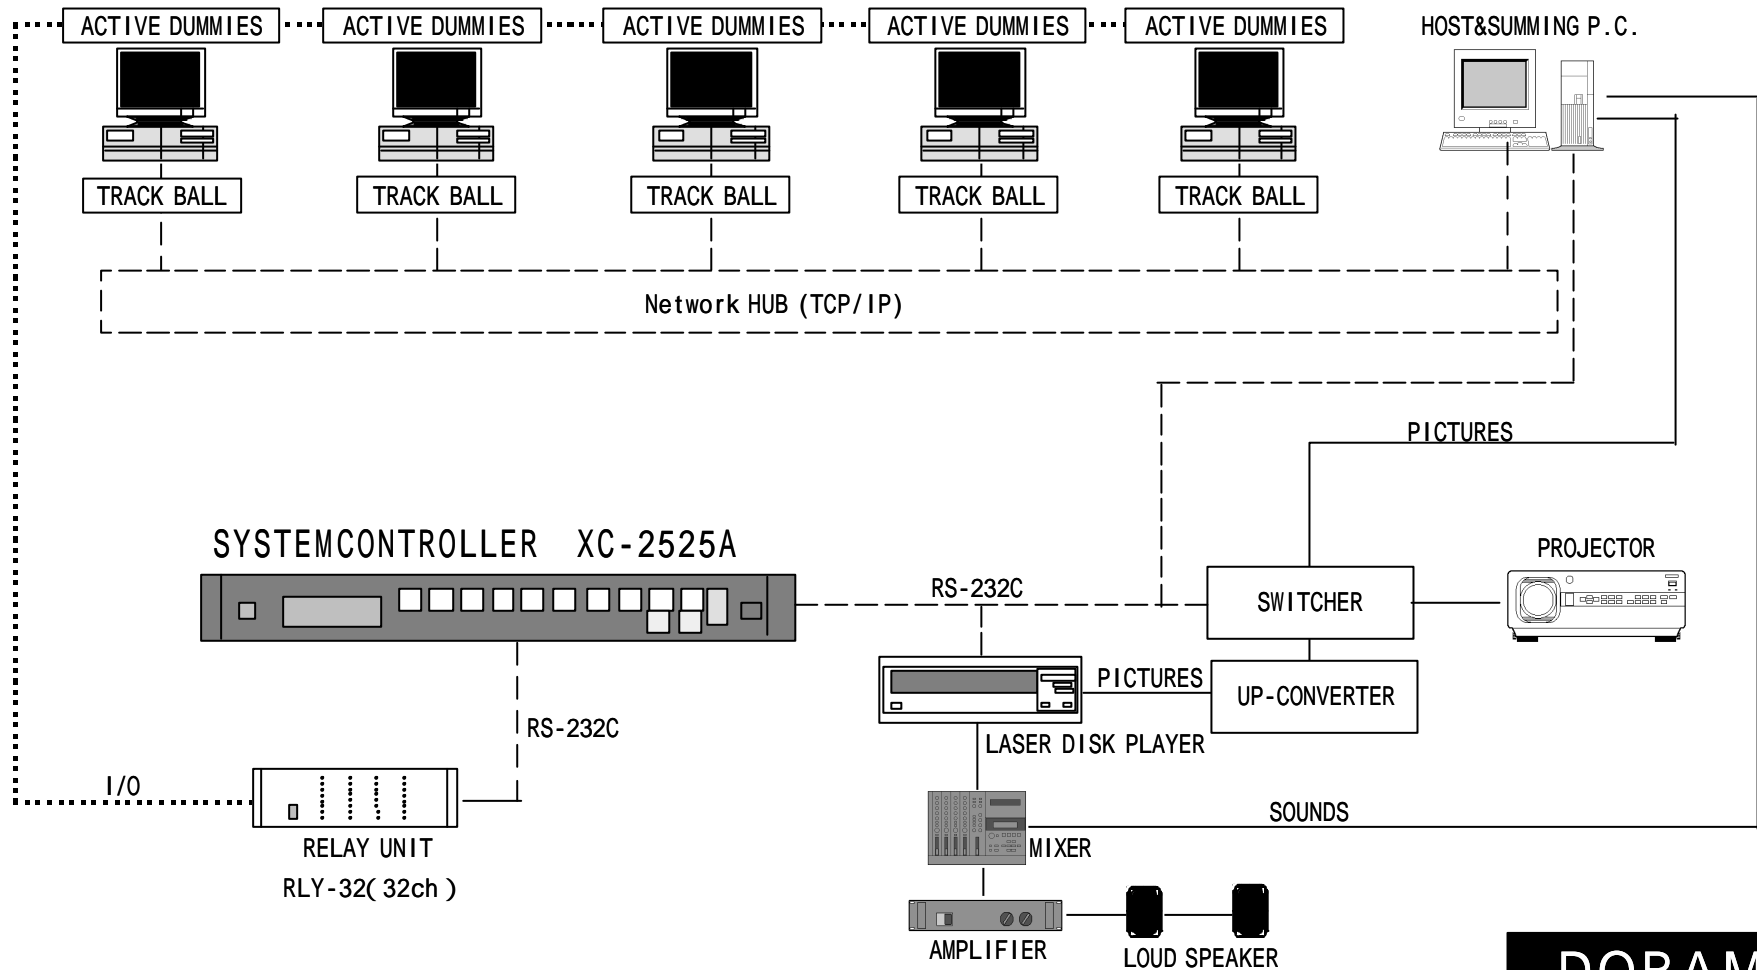 ACTIVE DUMMIES ACTIVE DUMMIES ACTIVE DUMMIES ACTIVE DUMMIES ACTIVE DUMMIES HOST&SUMMING P.C.
TRACK BALL TRACK BALL TRACK BALL TRACK BALL TRACK BALL
Network HUB (TCP/IP)
PICTURES
SYSTEMCONTROLLER XC-2525A
PROJECTOR
RS-232C
SWITCHER
PICTURES
UP-CONVERTER
RS-232C
LASER DISK PLAYER
I/O
SOUNDS
RELAY UNIT
MIXER
RLY-32(32ch)
AMPLIFIER
LOUD SPEAKER